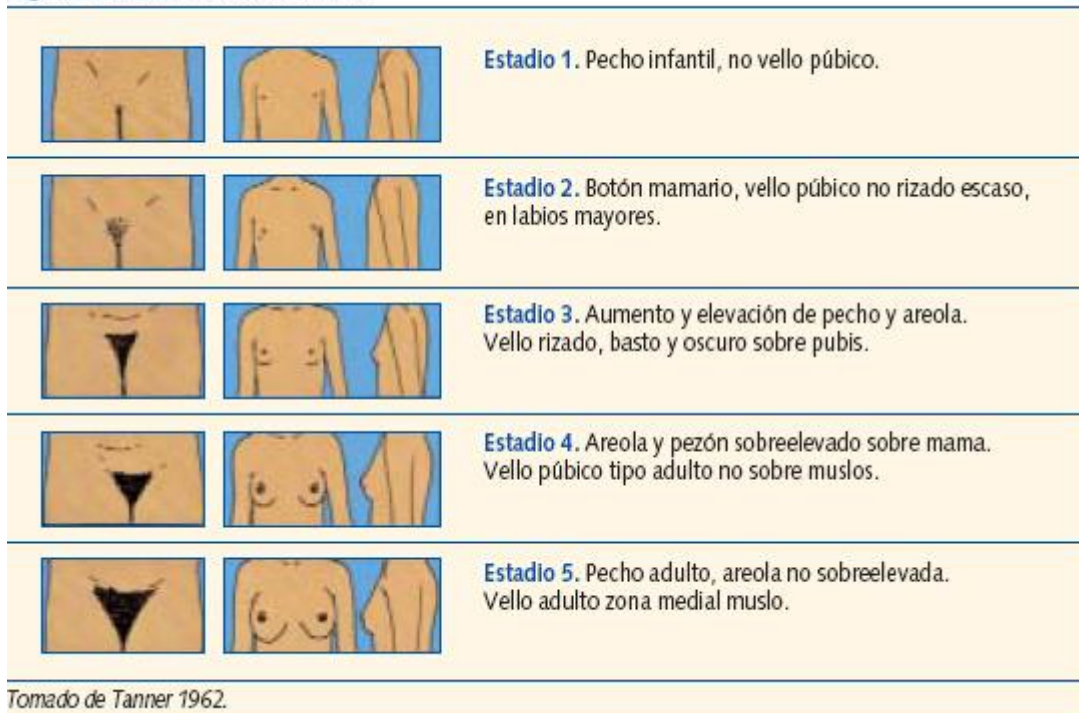 Estadio 1. Pecho infantil, no vello púbico.
Estadio 2. Botón mamario, vello púbico no rizado escaso,
en labios mayores.
Estadio 3. Aumento y elevación de pecho y areola.
Vello rizado, basto y oscuro sobre pubis.
Estadio 4. Areola y pezón sobreelevado sobre mama.
Vello púbico tipo adulto no sobre muslos.
Estadio 5. Pecho adulto, areola no sobreelevada.
Vello adulto zona medial muslo.
Tomado de Tanner 1962.